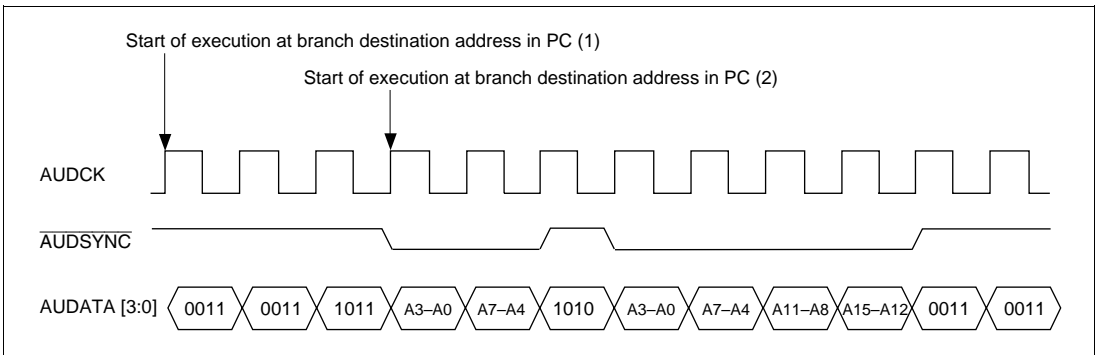 Start of execution at branch destination address in PC (1)
Start of execution at branch destination address in PC (2)
AUDCK
AUDSYNC
AUDATA [3:0] 0011 0011 1011 A3–A0 A7–A4 1010 A3–A0 A7–A4 A11–A8 A15–A12 0011 0011